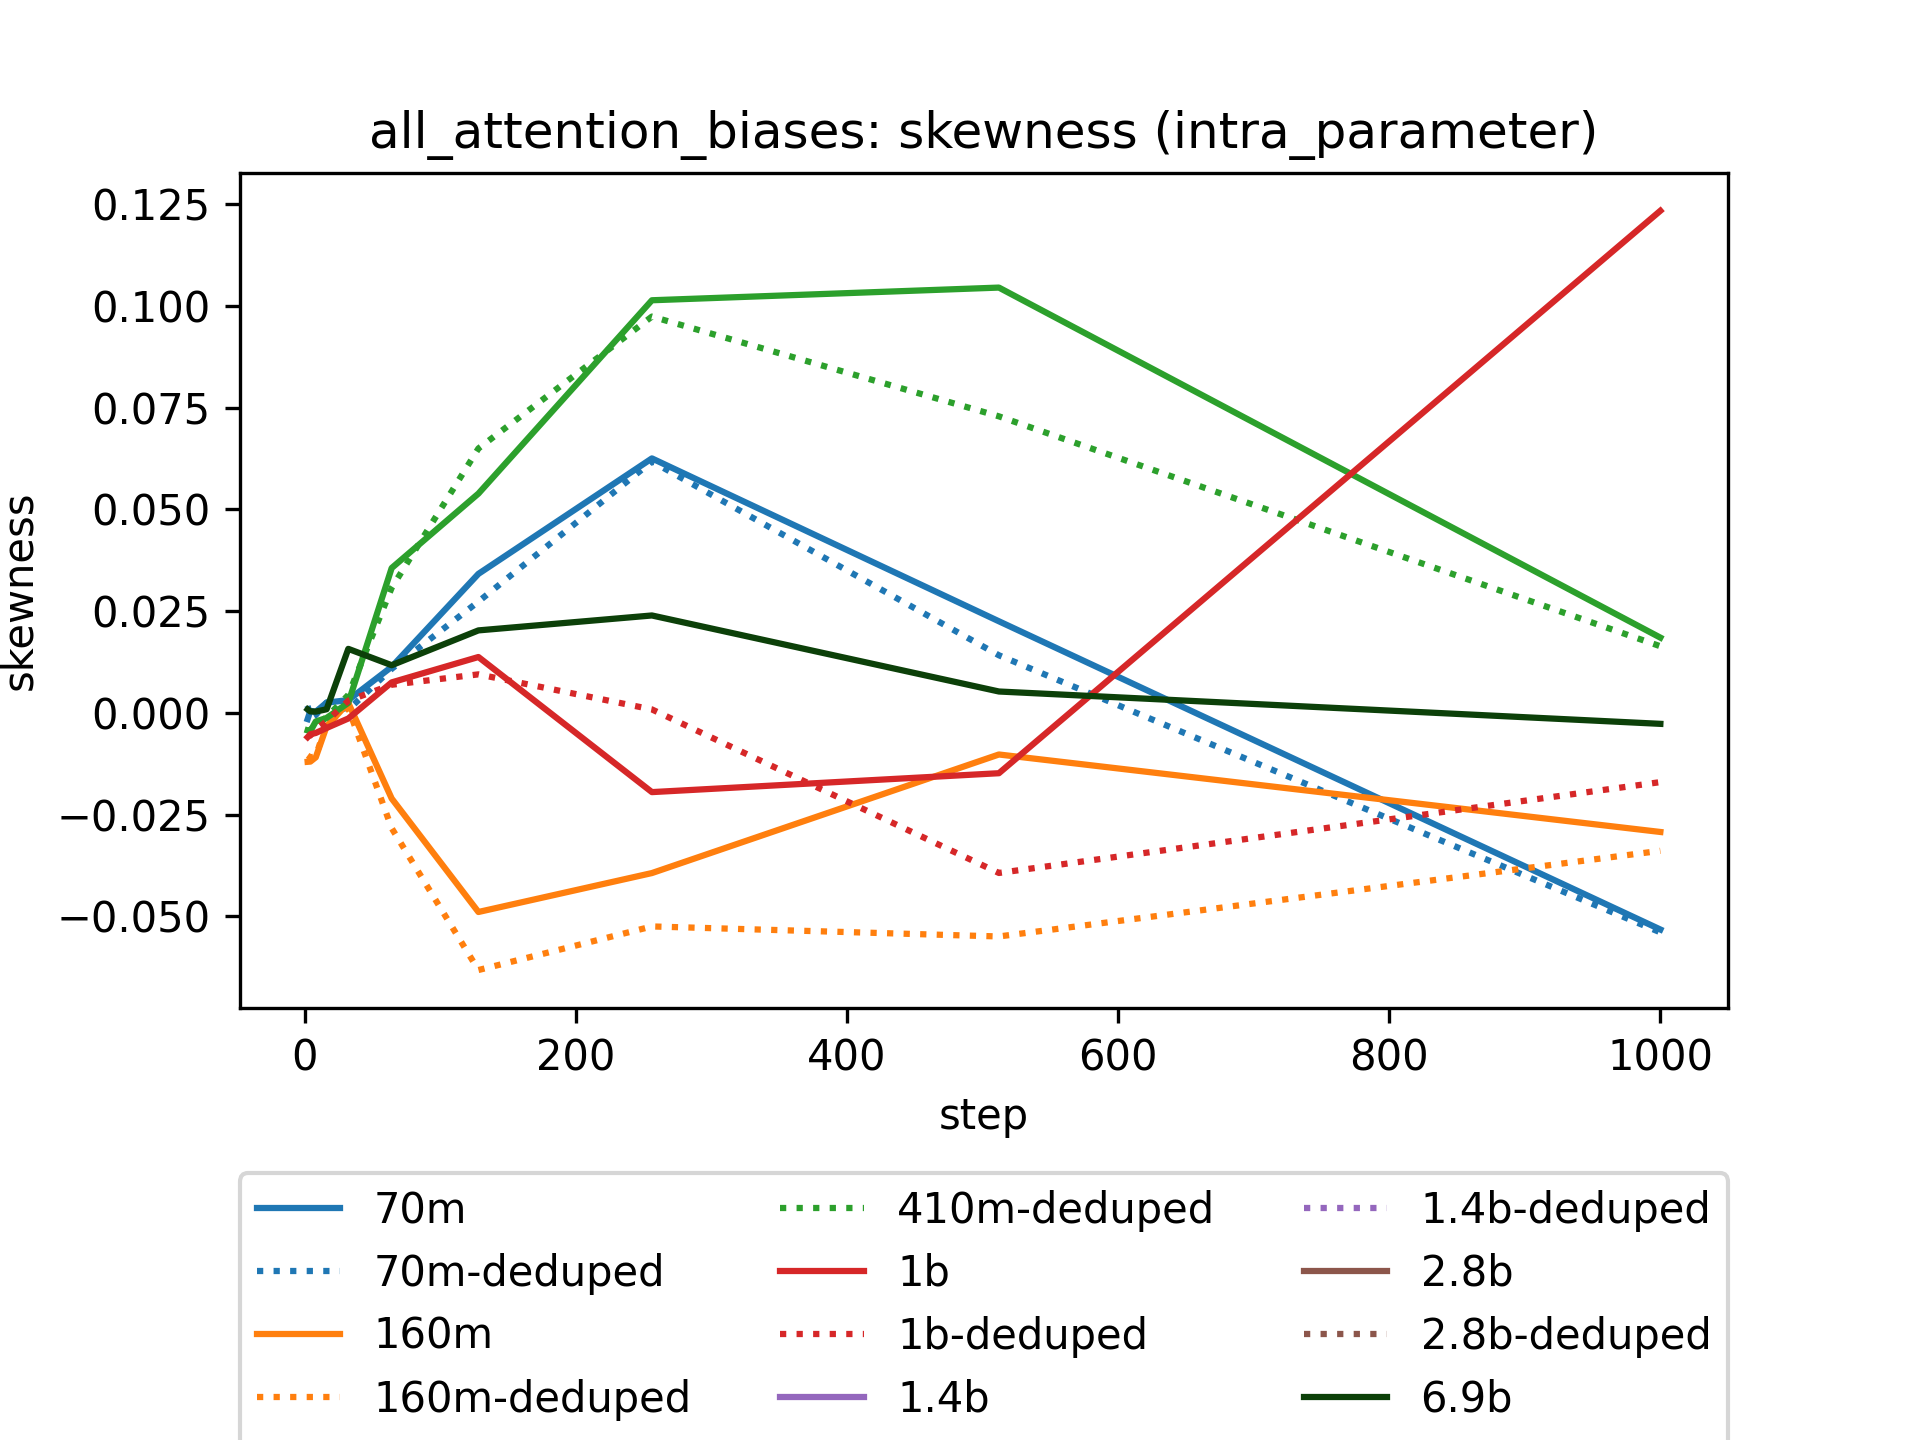 all_attention_biases: skewness (intra_parameter)
0.125
0.100
0.075
0.050
0.025
0.000
−0.025
−0.050
skewness
0 200 400 600 800 1000
step
70m 410m-deduped 1.4b-deduped
70m-deduped 1b 2.8b
160m 1b-deduped 2.8b-deduped
160m-deduped 1.4b 6.9b